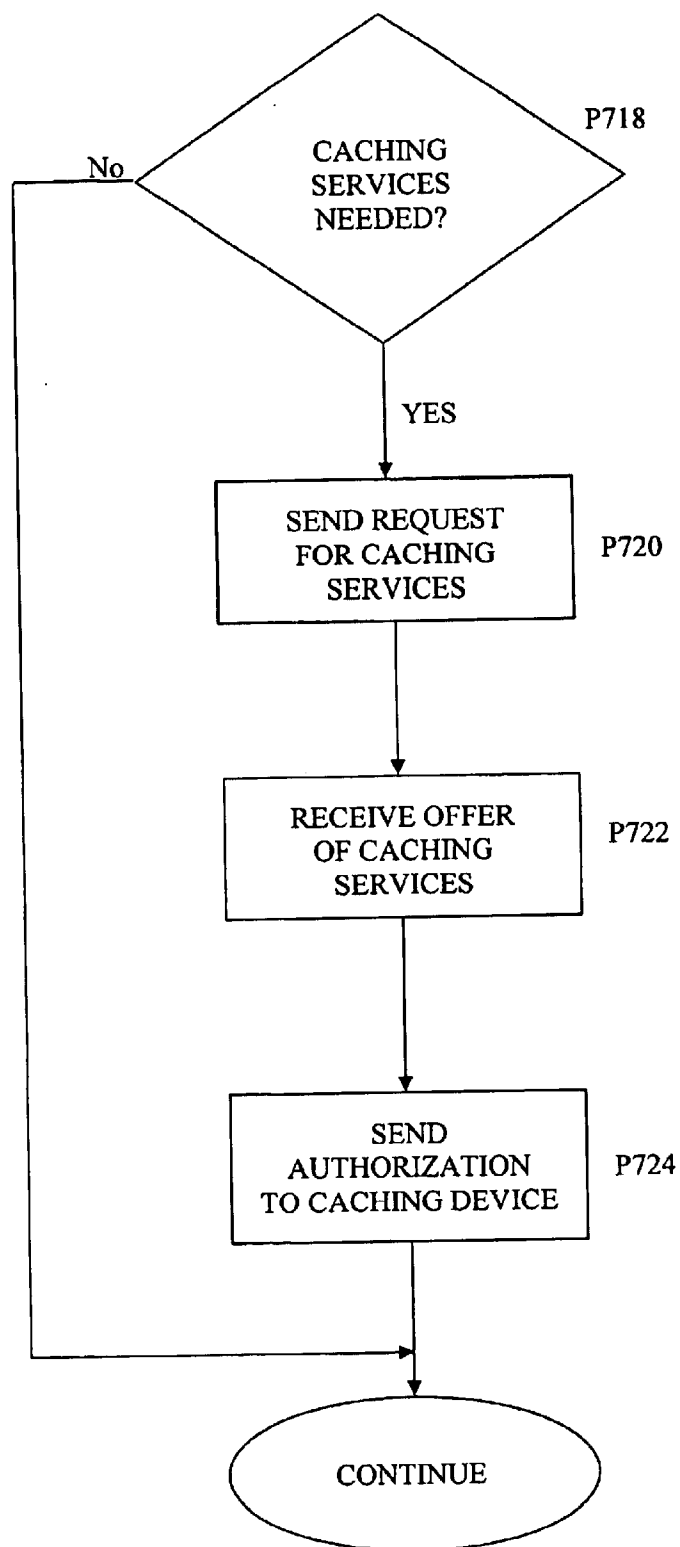 P718
CACHING
SERVICES
NEEDED?
No
YES
SEND REQUEST
FOR CACHING
SERVICES
P720
RECEIVE OFFER
OF CACHING
SERVICES
P722
SEND
AUTHORIZATION
TO CACHING DEVICE
P724
CONTINUE